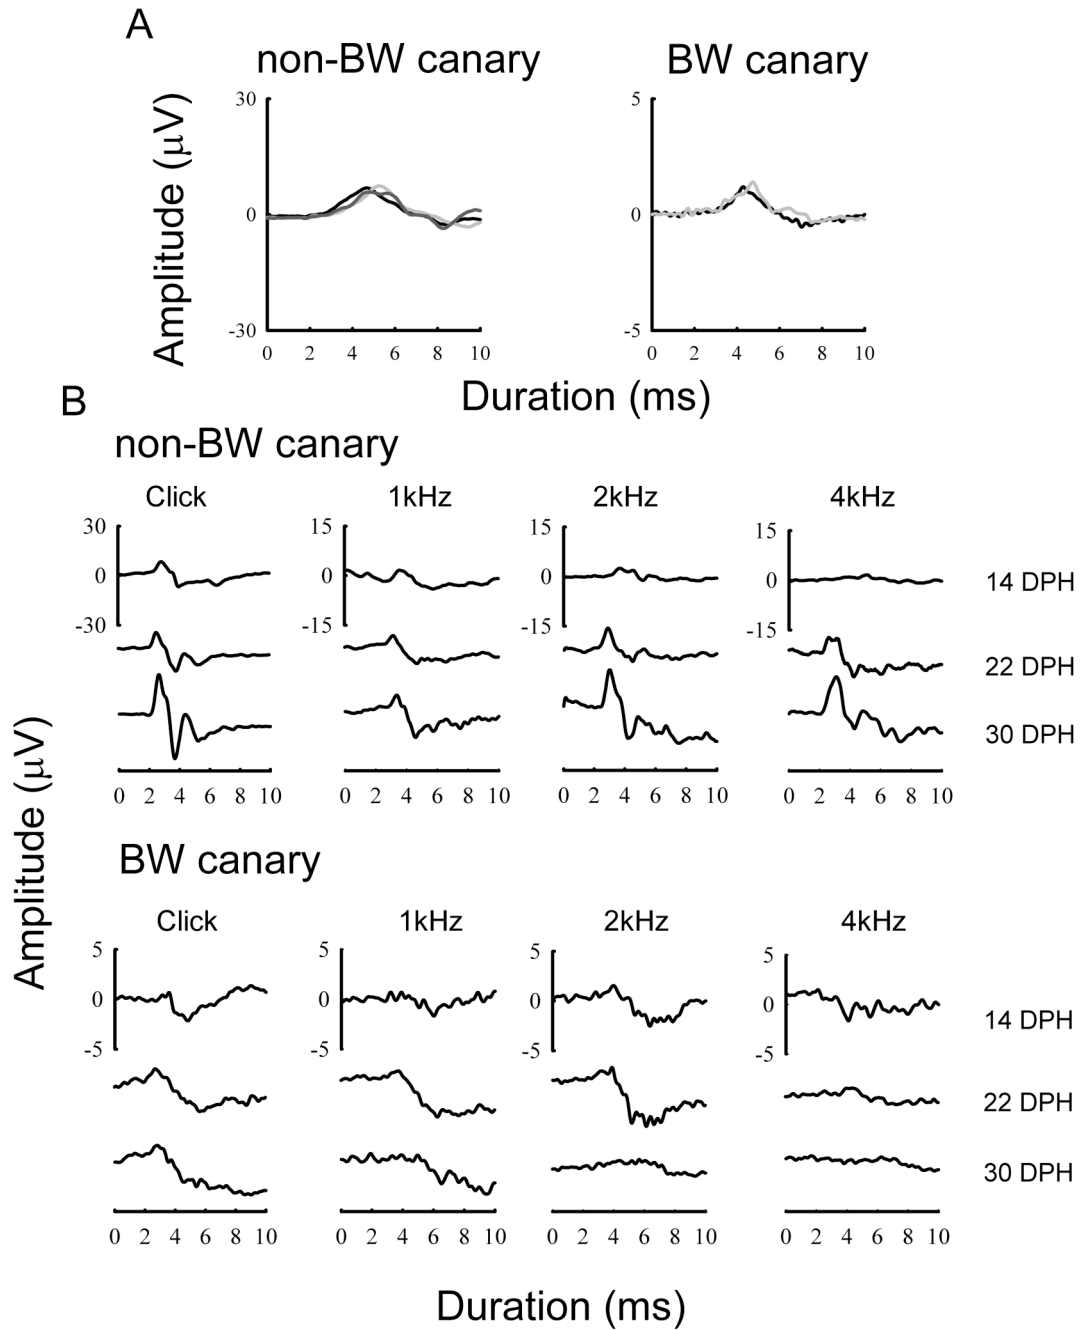 A
non-BW canary BW canary
Amplitude (μV)
30 5
0 0
-30 -5
0 2 4 6 8 10 0 2 4 6 8 10
Duration (ms)
B
non-BW canary
Amplitude (μV)
Click 1kHz 2kHz 4kHz
30 15 15 15
0 0 0 0
14 DPH
-30 -15 -15 -15
22 DPH
30 DPH
0 2 4 6 8 10 0 2 4 6 8 10 0 2 4 6 8 10 0 2 4 6 8 10
BW canary
Click 1kHz 2kHz 4kHz
5 5 5 5
0 0 0 0
14 DPH
-5 -5 -5 -5
22 DPH
30 DPH
0 2 4 6 8 10 0 2 4 6 8 10 0 2 4 6 8 10 0 2 4 6 8 10
Duration (ms)